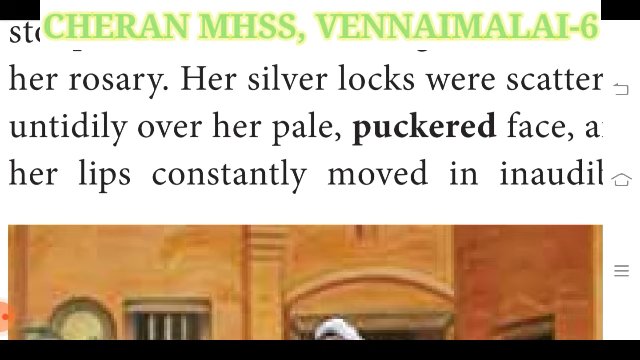 CHERAN MHSS, VENNAIMALAI-6
her rosary. Her silver locks were scatter
untidily over her pale, puckered face, a
her lips constantly moved in inaudib